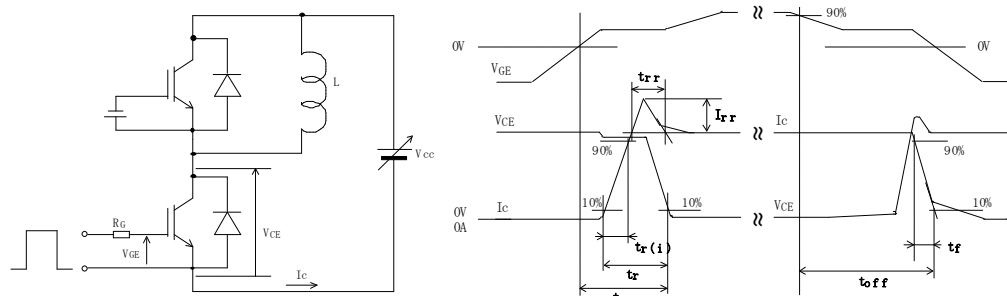 L
Vcc
RG
VGE
VCE
Ic
0V
VGE
90%
0V
trr
Irr
VCE
Ic
90%
90%
10%
10%
VCE
10%
0V
0A
Ic
tr(i)
tr
tf
toff